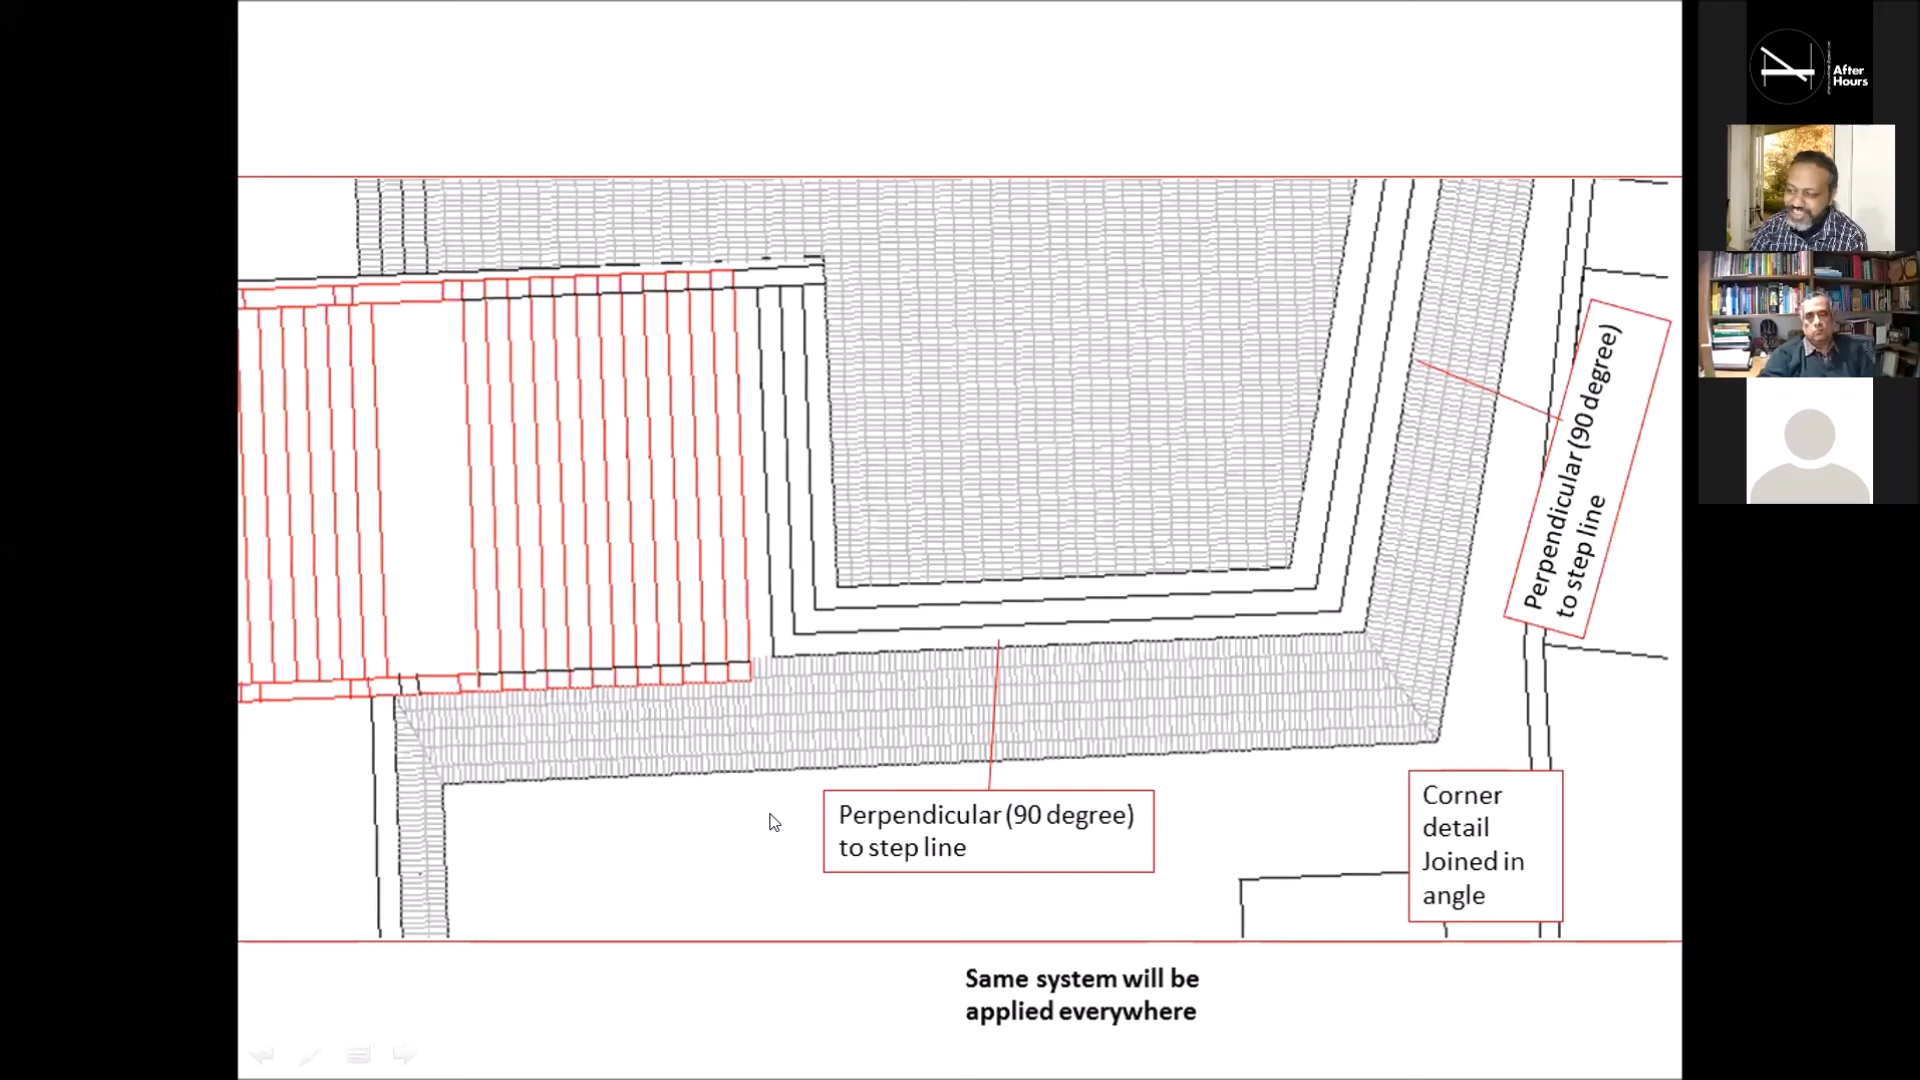 After
Hours
Perpendicular (90 degree)
to step line
Perpendicular (90 degree)
to step line
Corner
detail
Joined in
angle
Same system will be
applied everywhere